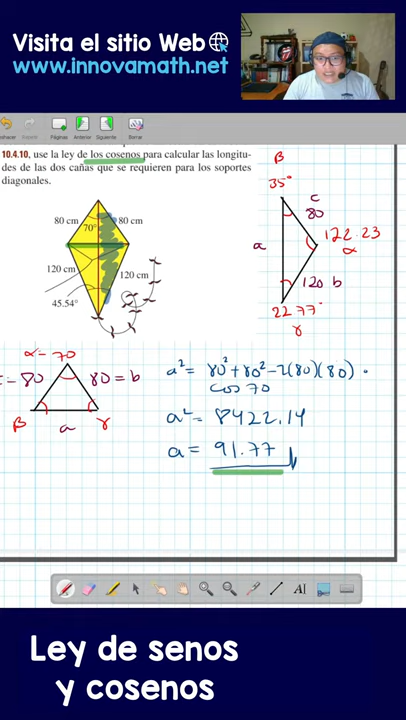 Visita el sitio Web
www.innovamath.net
Páginas
Anterior
Siguiente
Borrar
10.4.10, use la ley de los cosenos para calcular las longitu-
des de las dos cañas que se requieren para los soportes
diagonales.
80 cm
70°
80 cm
120 cm
120 cm
45.54°
B
35°
c
80
a
122.23
α
120 b
22.77°
γ
α = 70
= 80
80 = b
β
a
γ
a² = 80² + 80² - 2(80)(80) ·
cos 70
a² = 8422.14
a = 91.77
AI
Ley de senos
y cosenos